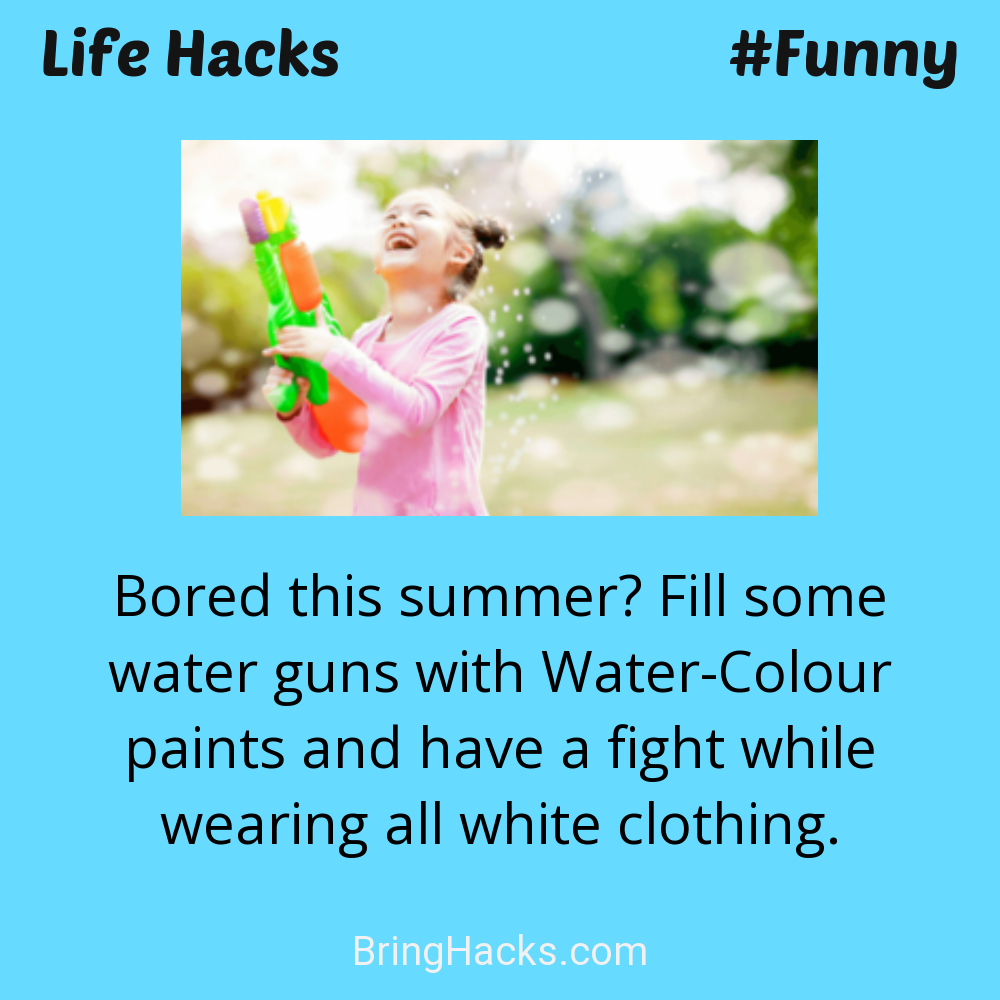 Life Hacks #Funny
Bored this summer? Fill some
water guns with Water-Colour
paints and have a fight while
wearing all white clothing.
BringHacks.com